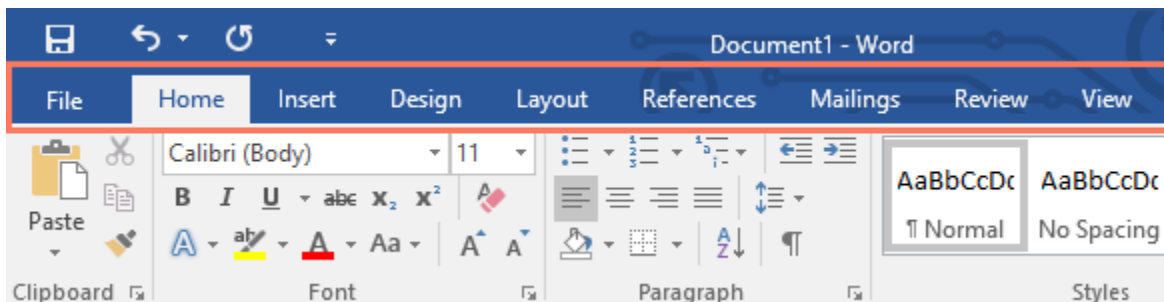 Document1 - Word
File Home Insert Design Layout References Mailings Review View
Calibri (Body) 11
B I U abc X₂ X²
A aby A Aa A A
A Z ¶
Paste
AaBbCcDc AaBbCcDc
¶ Normal No Spacing
Clipboard Font Paragraph Styles